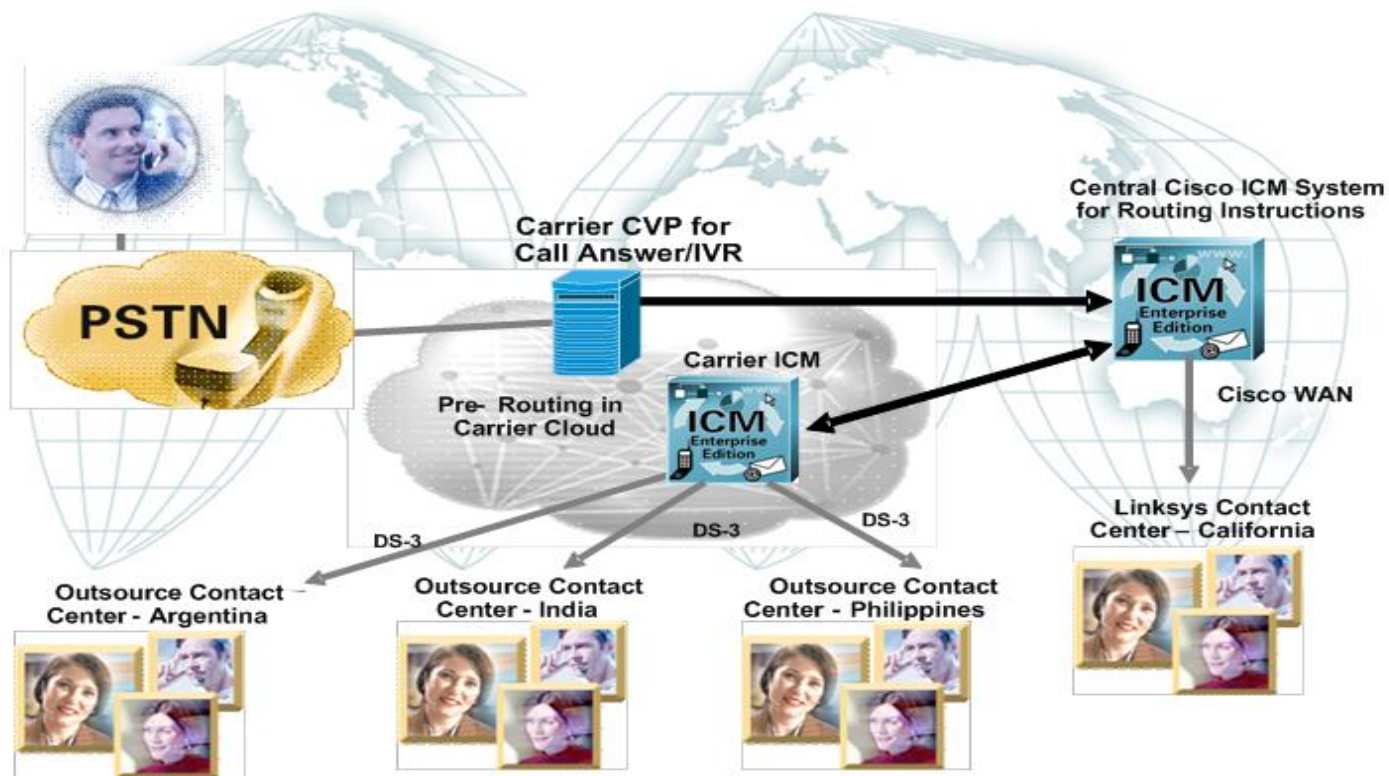 Central Cisco ICM System
for Routing Instructions
Carrier CVP for
Call Answer/IVR
www.
ICM
Enterprise
Edition
PSTN
Carrier ICM
Cisco WAN
Pre- Routing in
Carrier Cloud
www.
ICM
Enterprise
Edition
DS-3
DS-3
DS-3
Linksys Contact
Center – California
Outsource Contact
Center - Argentina
Outsource Contact
Center - India
Outsource Contact
Center - Philippines